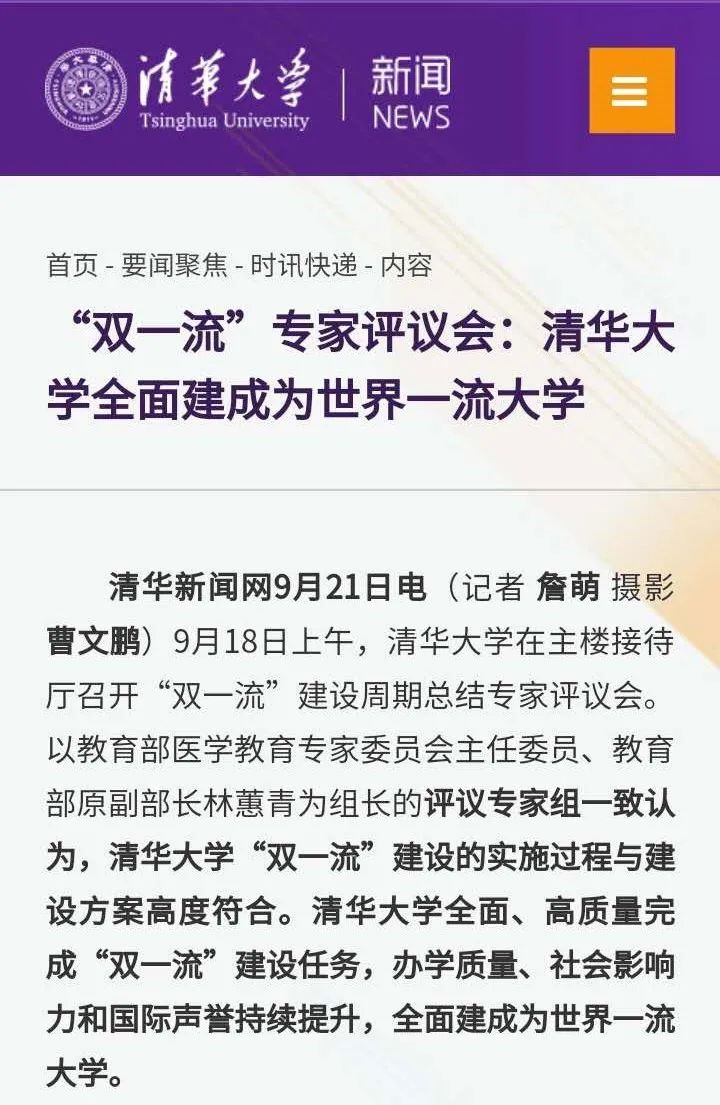 清华大学
Tsinghua University
新闻
NEWS
首页 - 要闻聚焦 - 时讯快递 - 内容
“双一流”专家评议会：清华大
学全面建成为世界一流大学
清华新闻网9月21日电（记者 詹萌 摄影
曹文鹏）9月18日上午，清华大学在主楼接待
厅召开“双一流”建设周期总结专家评议会。
以教育部医学教育专家委员会主任委员、教育
部原副部长林蕙青为组长的评议专家组一致认
为，清华大学“双一流”建设的实施过程与建
设方案高度符合。清华大学全面、高质量完
成“双一流”建设任务，办学质量、社会影响
力和国际声誉持续提升，全面建成为世界一流
大学。